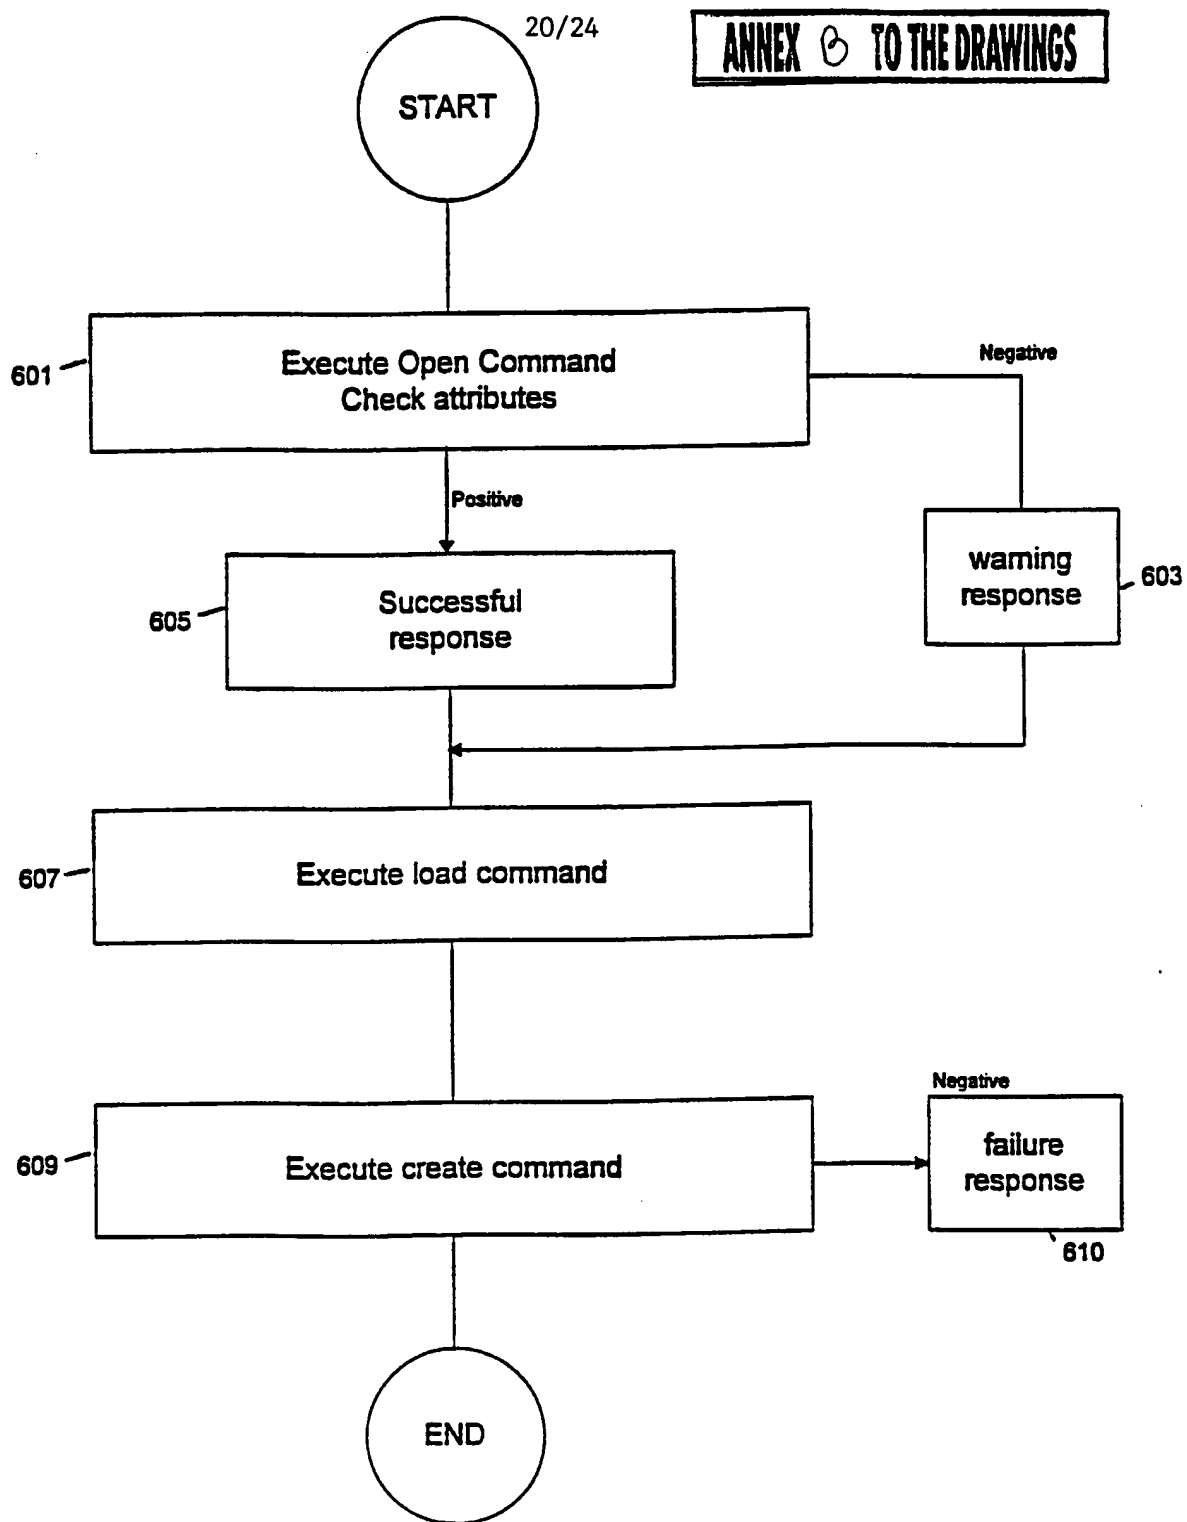 20/24
ANNEX B TO THE DRAWINGS
START
601
Execute Open Command
Check attributes
Negative
Positive
605
Successful
response
warning
response
603
607
Execute load command
609
Execute create command
Negative
failure
response
610
END